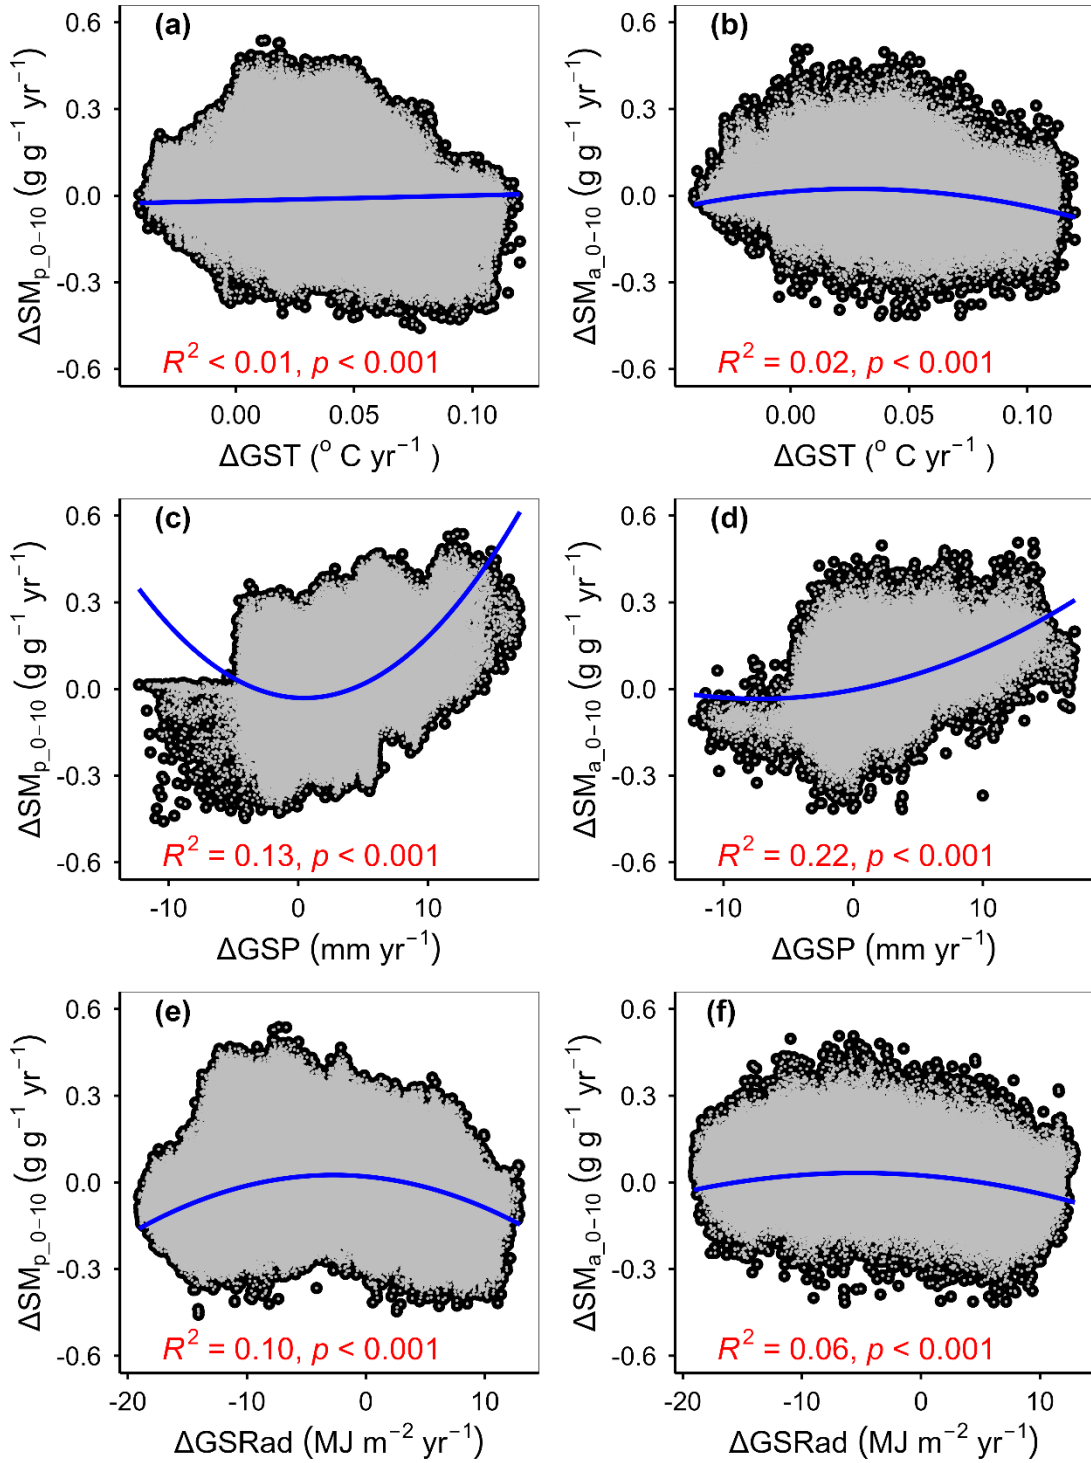 (a)
0.6
0.3
0.0
-0.3
-0.6
ΔSMp_0−10 (g g−1 yr−1)
R2 < 0.01, p < 0.001
0.00 0.05 0.10
ΔGST (o C yr−1 )
(b)
0.6
0.3
0.0
-0.3
-0.6
ΔSMa_0−10 (g g−1 yr−1)
R2 = 0.02, p < 0.001
0.00 0.05 0.10
ΔGST (o C yr−1 )
(c)
0.6
0.3
0.0
-0.3
-0.6
ΔSMp_0−10 (g g−1 yr−1)
R2 = 0.13, p < 0.001
-10 0 10
ΔGSP (mm yr−1)
(d)
0.6
0.3
0.0
-0.3
-0.6
ΔSMa_0−10 (g g−1 yr−1)
R2 = 0.22, p < 0.001
-10 0 10
ΔGSP (mm yr−1)
(e)
0.6
0.3
0.0
-0.3
-0.6
ΔSMp_0−10 (g g−1 yr−1)
R2 = 0.10, p < 0.001
-20 -10 0 10
ΔGSRad (MJ m−2 yr−1)
(f)
0.6
0.3
0.0
-0.3
-0.6
ΔSMa_0−10 (g g−1 yr−1)
R2 = 0.06, p < 0.001
-20 -10 0 10
ΔGSRad (MJ m−2 yr−1)